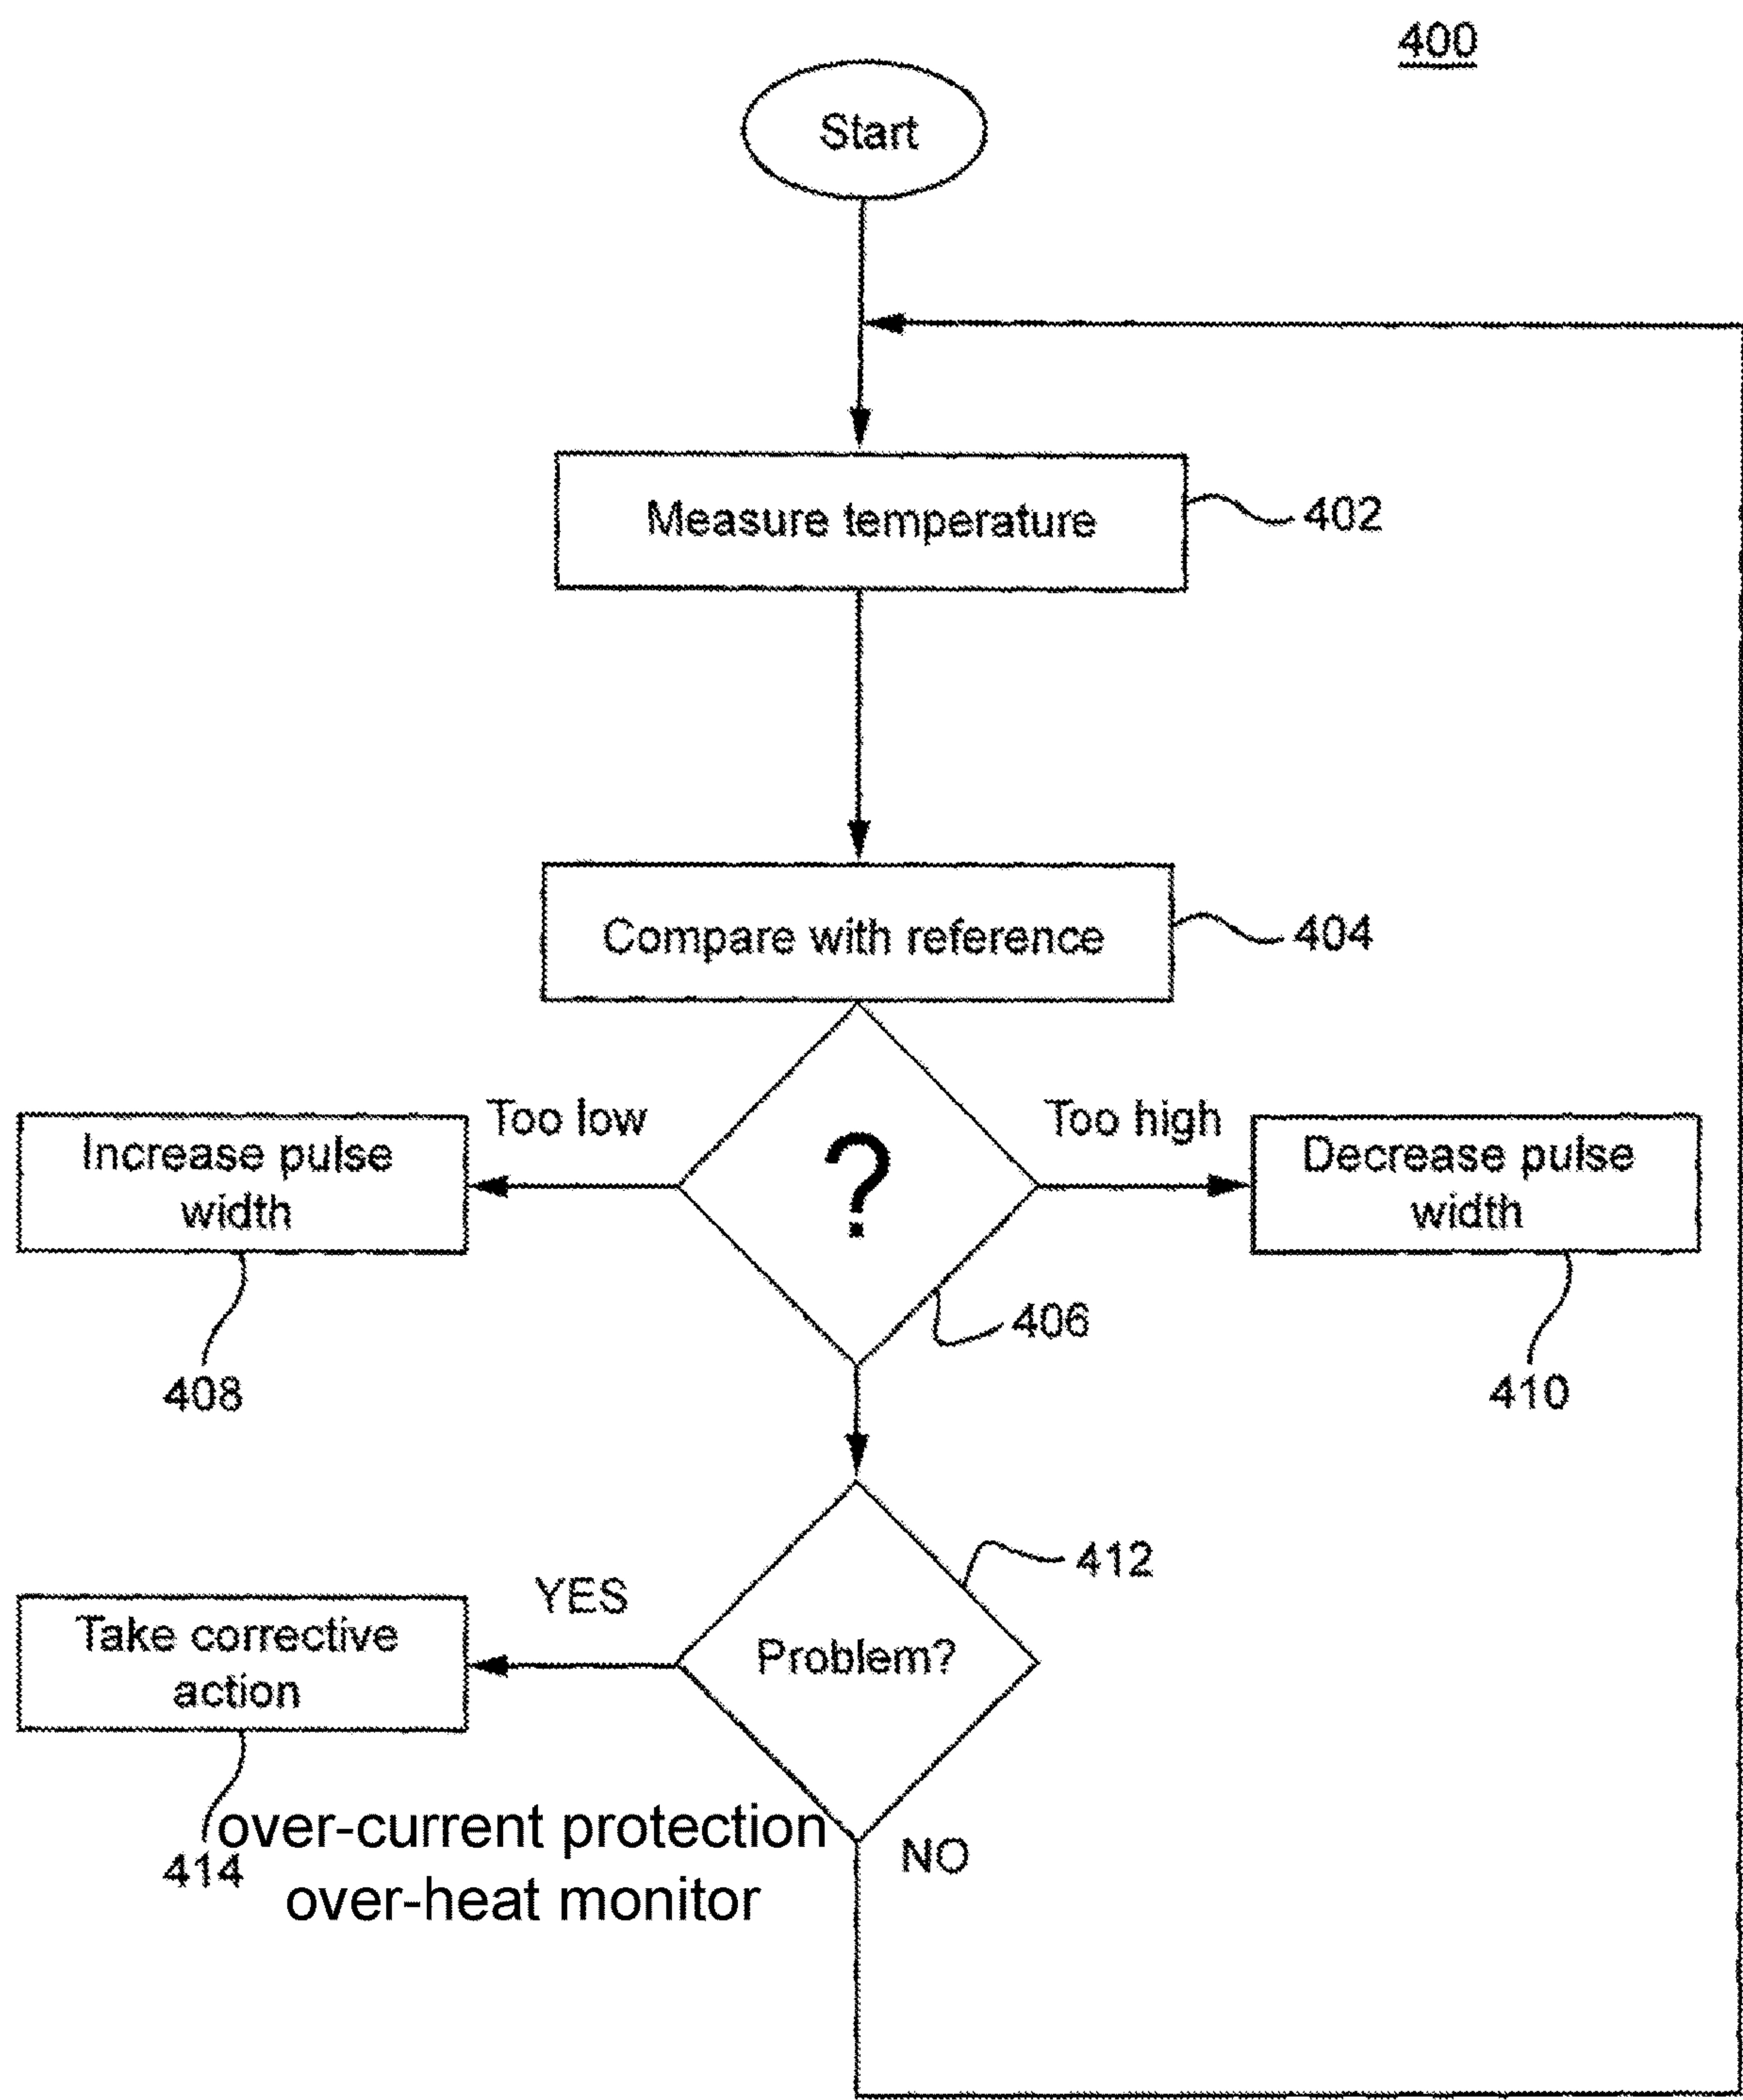 400
Start
Measure temperature
402
Compare with reference
404
Too low
Too high
Increase pulse
width
?
Decrease pulse
width
406
408
410
412
YES
Problem?
Take corrective
action
414
over-current protection
over-heat monitor
NO